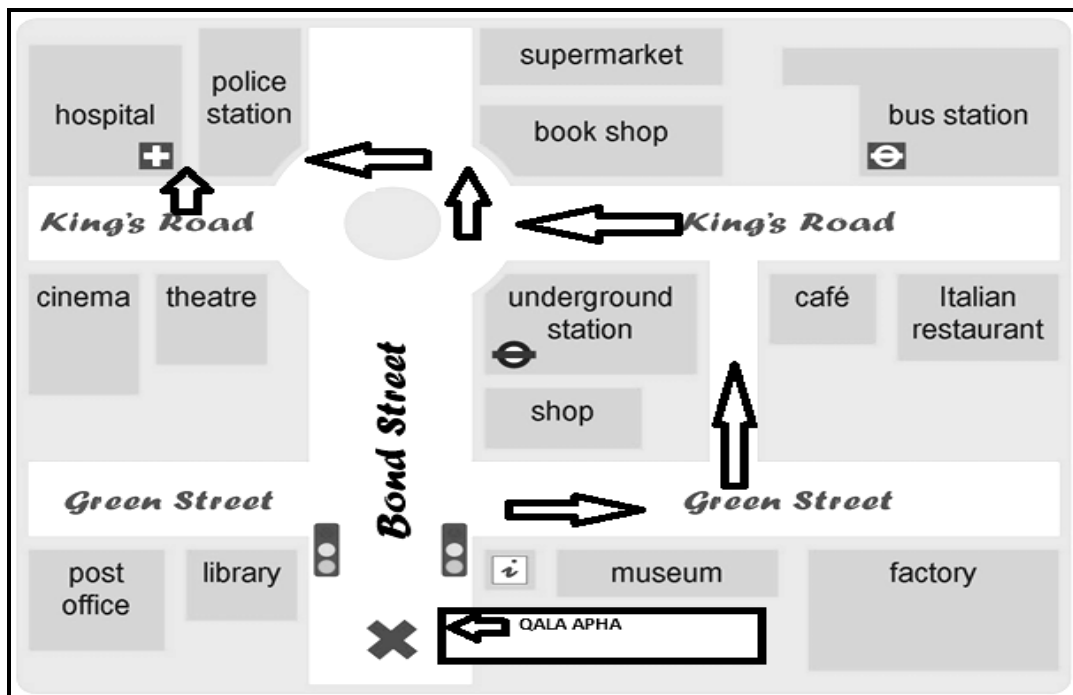 hospital
police
station
supermarket
book shop
bus station
King's Road
King's Road
cinema
theatre
underground
station
café
Italian
restaurant
shop
Bond Street
Green Street
Green Street
post
office
library
i
museum
factory
QALA APHA